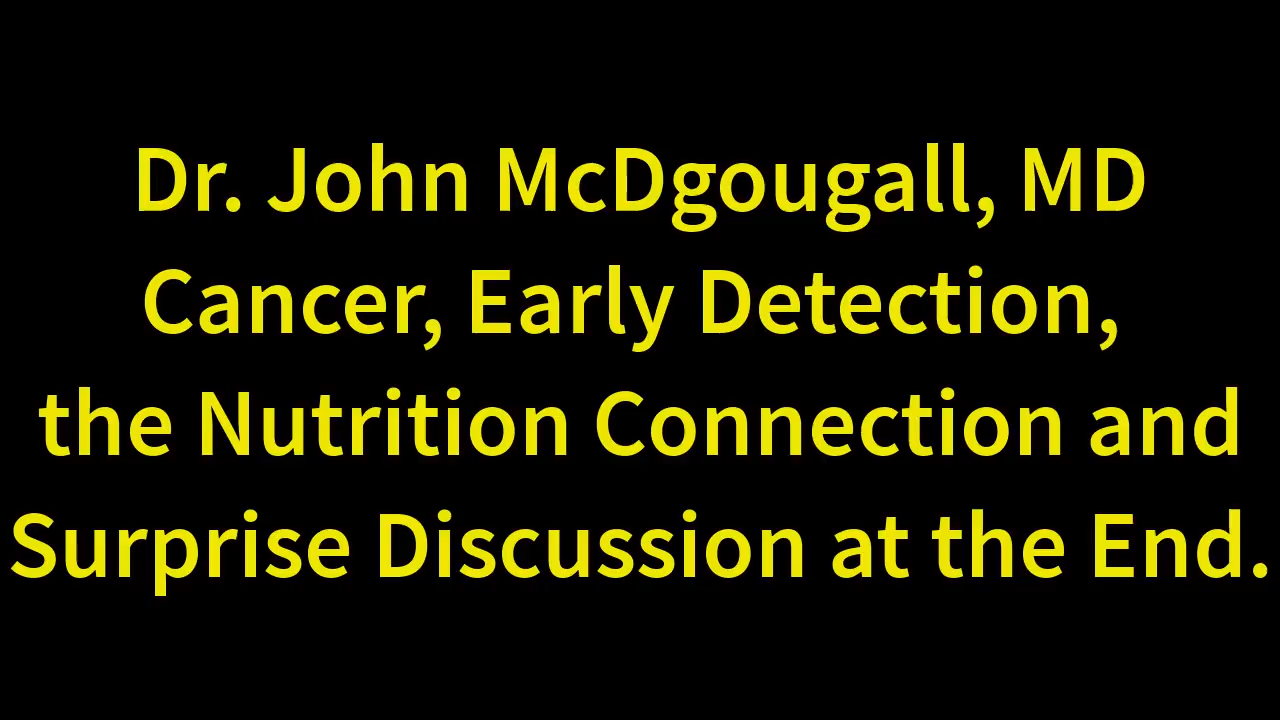 Dr. John McDgougall, MD
Cancer, Early Detection,
the Nutrition Connection and
Surprise Discussion at the End.